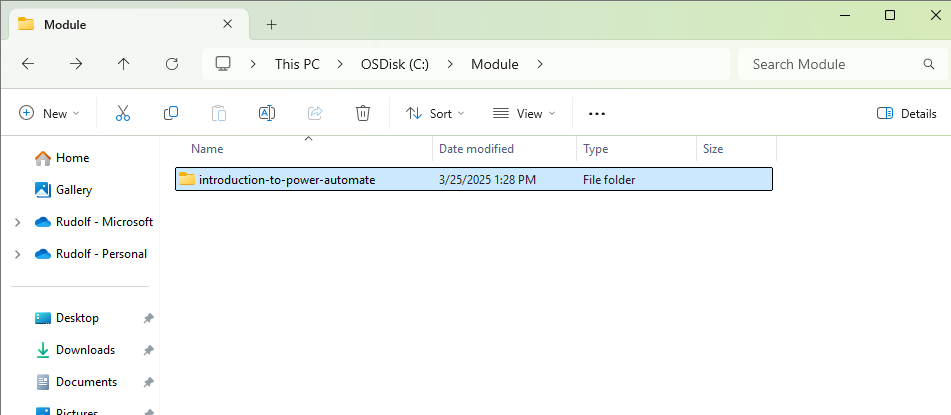 Module
This PC OSDisk (C:) Module
Search Module
New
Sort
View
Details
Name Date modified Type Size
introduction-to-power-automate 3/25/2025 1:28 PM File folder
Home
Gallery
Rudolf - Microsoft
Rudolf - Personal
Desktop
Downloads
Documents
Pictures